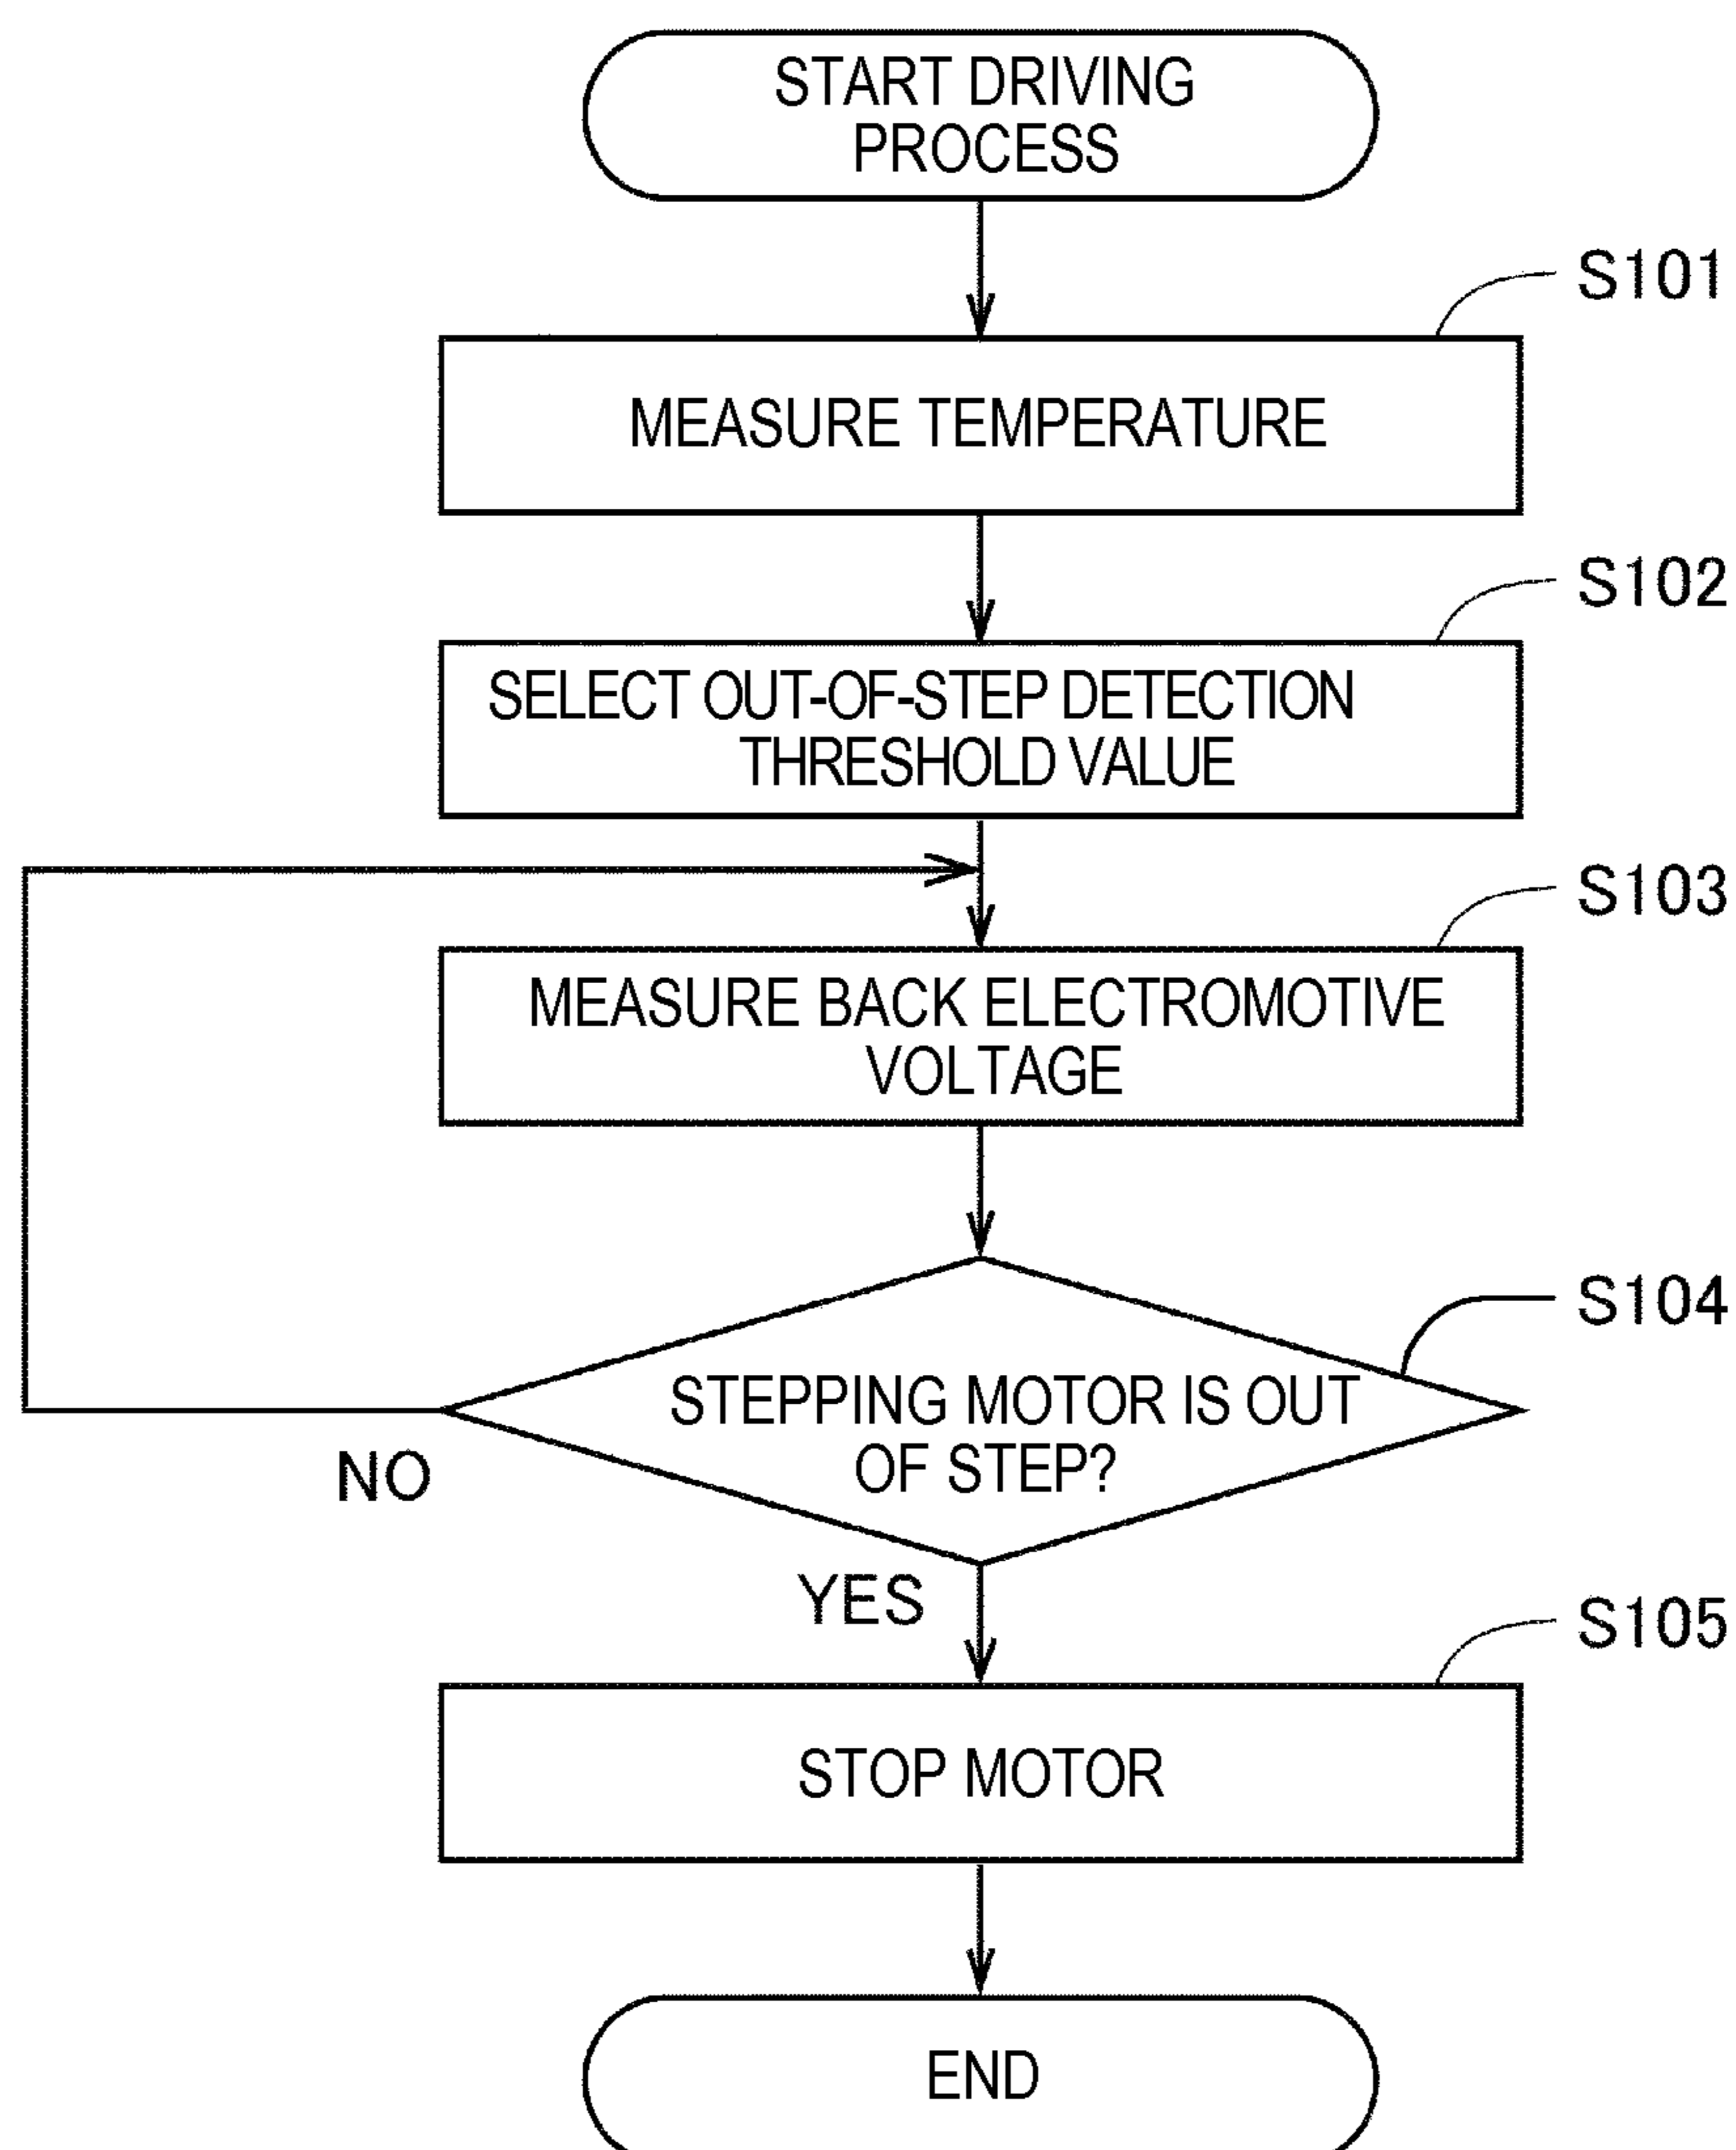 START DRIVING
PROCESS
S101
MEASURE TEMPERATURE
S102
SELECT OUT-OF-STEP DETECTION
THRESHOLD VALUE
S103
MEASURE BACK ELECTROMOTIVE
VOLTAGE
S104
STEPPING MOTOR IS OUT
OF STEP?
NO
YES
S105
STOP MOTOR
END